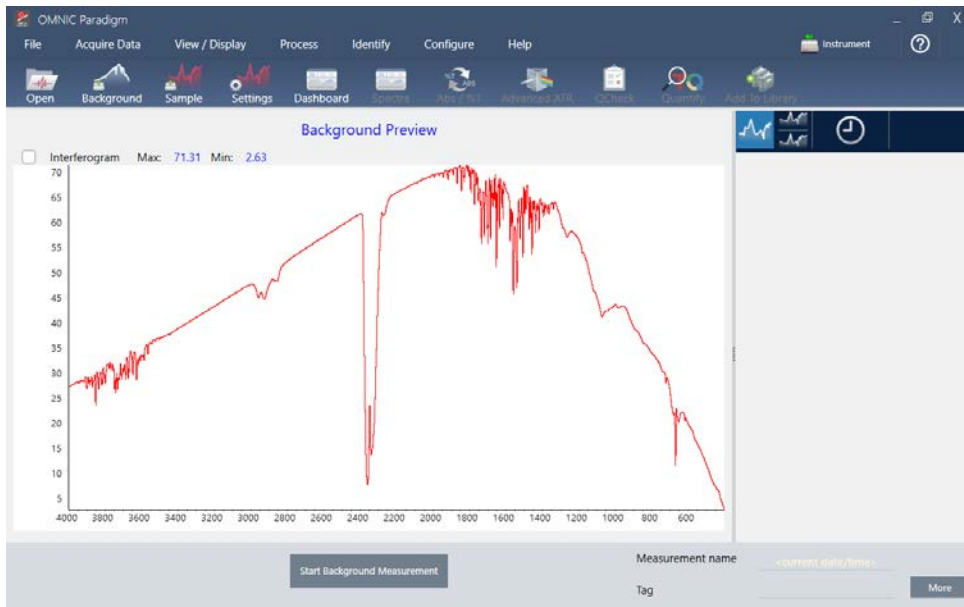 OMNIC Paradigm
File Acquire Data View / Display Process Identify Configure Help Instrument
Open Background Sample Settings Dashboard Spectra Abs / %T Advanced ATR QCheck Quantify Add To Library
Background Preview
Interferogram Max: 71.31 Min: 2.63
70
65
60
55
50
45
40
35
30
25
20
15
10
5
4000 3800 3600 3400 3200 3000 2800 2600 2400 2200 2000 1800 1600 1400 1200 1000 800 600
Start Background Measurement
Measurement name <current date/time>
Tag
More